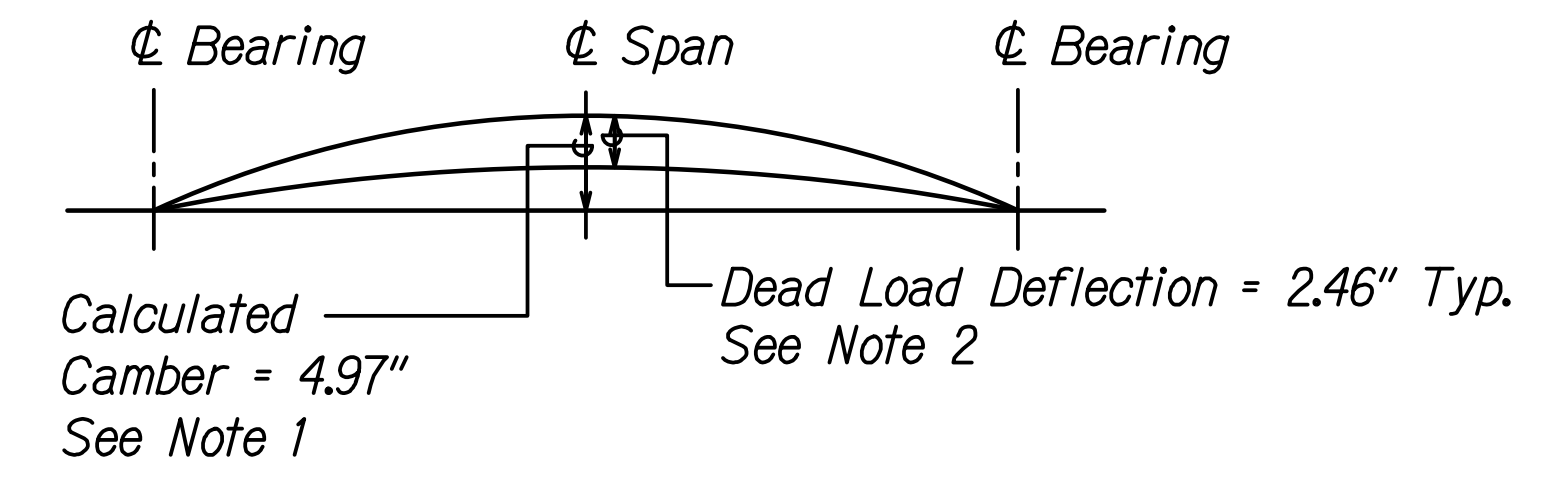 ℄ Bearing
℄ Span
℄ Bearing
Dead Load Deflection = 2.46" Typ.
See Note 2
Calculated
Camber = 4.97"
See Note 1